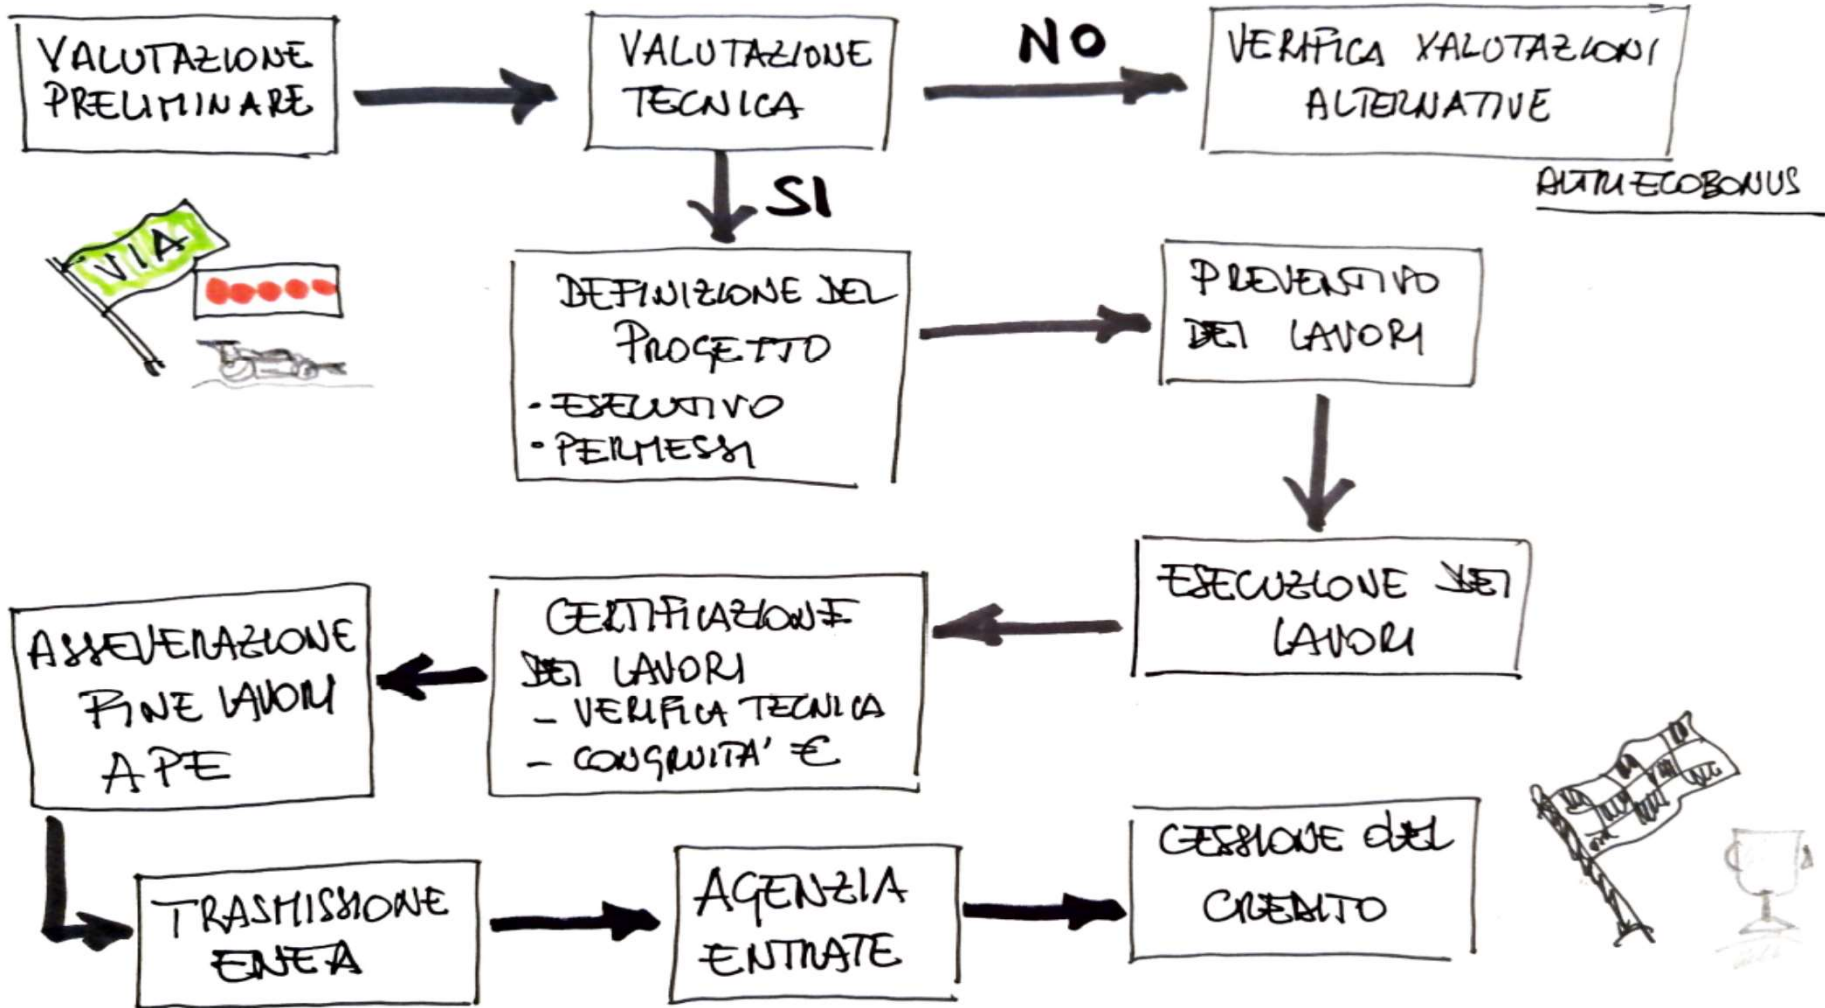 VALUTAZIONE
PRELIMINARE
VALUTAZIONE
TECNICA
NO
VERIFICA VALUTAZIONI
ALTERNATIVE
ALTRI ECOBONUS
SI
VIA
DEFINIZIONE DEL
PROGETTO
• ESECUTIVO
• PERMESSI
PREVENTIVO
DEI LAVORI
ESECUZIONE DEI
LAVORI
CERTIFICAZIONE
DEI LAVORI
- VERIFICA TECNICA
- CONGRUITA' €
ASSEVERAZIONE
FINE LAVORI
APE
TRASMISSIONE
ENEA
AGENZIA
ENTRATE
CESSIONE DEL
CREDITO